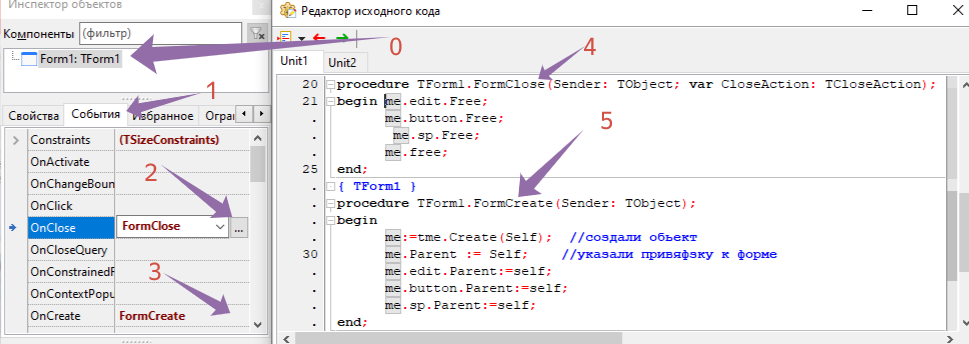 Инспектор объектов
Компоненты (фильтр)
Form1: TForm1
0
1
Свойства События Избранное Огра
Constraints (TSizeConstraints)
OnActivate
OnChangeBoun
2
OnClick
OnClose FormClose ...
OnCloseQuery
OnConstrainedR
3
OnContextPopu
OnCreate FormCreate
Редактор исходного кода
Unit1 Unit2
4
20 procedure TForm1.FormClose(Sender: TObject; var CloseAction: TCloseAction);
21 begin me.edit.Free;
. me.button.Free;
. me.sp.Free;
. me.free;
25 end;
. { TForm1 }
5
. procedure TForm1.FormCreate(Sender: TObject);
. begin
. me:=tme.Create(Self); //создали обьект
30 me.Parent := Self; //указали привяфзку к форме
. me.edit.Parent:=self;
. me.button.Parent:=self;
. me.sp.Parent:=self;
. end;